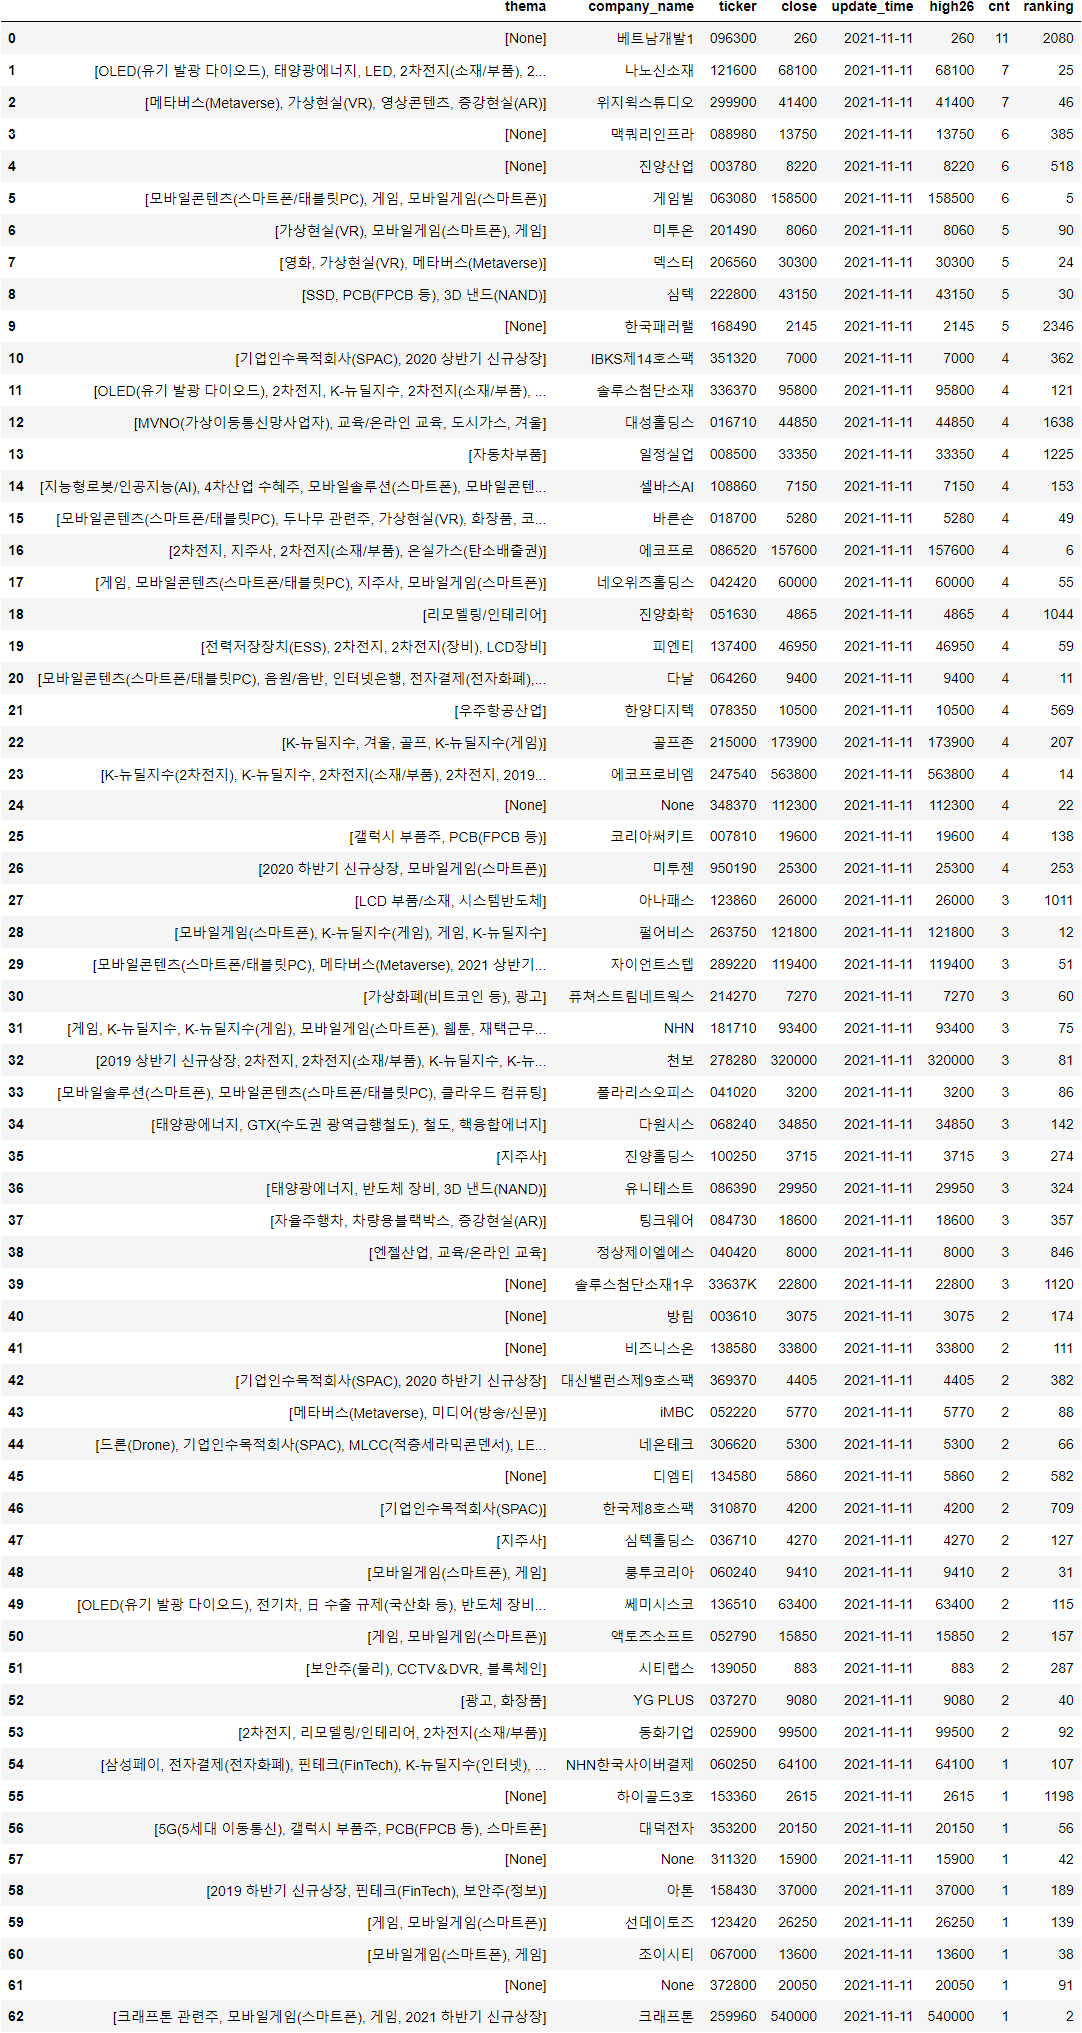 thema company_name ticker close update_time high26 cnt ranking
0 [None] 베트남개발1 096300 260 2021-11-11 260 11 2080
1 [OLED(유기 발광 다이오드), 태양광에너지, LED, 2차전지(소재/부품), 2... 나노신소재 121600 68100 2021-11-11 68100 7 25
2 [메타버스(Metaverse), 가상현실(VR), 영상콘텐츠, 증강현실(AR)] 위지윅스튜디오 299900 41400 2021-11-11 41400 7 46
3 [None] 맥쿼리인프라 088980 13750 2021-11-11 13750 6 385
4 [None] 진양산업 003780 8220 2021-11-11 8220 6 518
5 [모바일콘텐츠(스마트폰/태블릿PC), 게임, 모바일게임(스마트폰)] 게임빌 063080 158500 2021-11-11 158500 6 5
6 [가상현실(VR), 모바일게임(스마트폰), 게임] 미투온 201490 8060 2021-11-11 8060 5 90
7 [영화, 가상현실(VR), 메타버스(Metaverse)] 덱스터 206560 30300 2021-11-11 30300 5 24
8 [SSD, PCB(FPCB 등), 3D 낸드(NAND)] 심텍 222800 43150 2021-11-11 43150 5 30
9 [None] 한국패러랠 168490 2145 2021-11-11 2145 5 2346
10 [기업인수목적회사(SPAC), 2020 상반기 신규상장] IBKS제14호스팩 351320 7000 2021-11-11 7000 4 362
11 [OLED(유기 발광 다이오드), 2차전지, K-뉴딜지수, 2차전지(소재/부품), ... 솔루스첨단소재 336370 95800 2021-11-11 95800 4 121
12 [MVNO(가상이동통신망사업자), 교육/온라인 교육, 도시가스, 겨울] 대성홀딩스 016710 44850 2021-11-11 44850 4 1638
13 [자동차부품] 일정실업 008500 33350 2021-11-11 33350 4 1225
14 [지능형로봇/인공지능(AI), 4차산업 수혜주, 모바일솔루션(스마트폰), 모바일콘텐... 셀바스AI 108860 7150 2021-11-11 7150 4 153
15 [모바일콘텐츠(스마트폰/태블릿PC), 두나무 관련주, 가상현실(VR), 화장품, 코... 바른손 018700 5280 2021-11-11 5280 4 49
16 [2차전지, 지주사, 2차전지(소재/부품), 온실가스(탄소배출권)] 에코프로 086520 157600 2021-11-11 157600 4 6
17 [게임, 모바일콘텐츠(스마트폰/태블릿PC), 지주사, 모바일게임(스마트폰)] 네오위즈홀딩스 042420 60000 2021-11-11 60000 4 55
18 [리모델링/인테리어] 진양화학 051630 4865 2021-11-11 4865 4 1044
19 [전력저장장치(ESS), 2차전지, 2차전지(장비), LCD장비] 피엔티 137400 46950 2021-11-11 46950 4 59
20 [모바일콘텐츠(스마트폰/태블릿PC), 음원/음반, 인터넷은행, 전자결제(전자화폐),... 다날 064260 9400 2021-11-11 9400 4 11
21 [우주항공산업] 한양디지텍 078350 10500 2021-11-11 10500 4 569
22 [K-뉴딜지수, 겨울, 골프, K-뉴딜지수(게임)] 골프존 215000 173900 2021-11-11 173900 4 207
23 [K-뉴딜지수(2차전지), K-뉴딜지수, 2차전지(소재/부품), 2차전지, 2019... 에코프로비엠 247540 563800 2021-11-11 563800 4 14
24 [None] None 348370 112300 2021-11-11 112300 4 22
25 [갤럭시 부품주, PCB(FPCB 등)] 코리아써키트 007810 19600 2021-11-11 19600 4 138
26 [2020 하반기 신규상장, 모바일게임(스마트폰)] 미투젠 950190 25300 2021-11-11 25300 4 253
27 [LCD 부품/소재, 시스템반도체] 아나패스 123860 26000 2021-11-11 26000 3 1011
28 [모바일게임(스마트폰), K-뉴딜지수(게임), 게임, K-뉴딜지수] 펄어비스 263750 121800 2021-11-11 121800 3 12
29 [모바일콘텐츠(스마트폰/태블릿PC), 메타버스(Metaverse), 2021 상반기... 자이언트스텝 289220 119400 2021-11-11 119400 3 51
30 [가상화폐(비트코인 등), 광고] 퓨쳐스트림네트웍스 214270 7270 2021-11-11 7270 3 60
31 [게임, K-뉴딜지수, K-뉴딜지수(게임), 모바일게임(스마트폰), 웹툰, 재택근무... NHN 181710 93400 2021-11-11 93400 3 75
32 [2019 상반기 신규상장, 2차전지, 2차전지(소재/부품), K-뉴딜지수, K-뉴... 천보 278280 320000 2021-11-11 320000 3 81
33 [모바일솔루션(스마트폰), 모바일콘텐츠(스마트폰/태블릿PC), 클라우드 컴퓨팅] 폴라리스오피스 041020 3200 2021-11-11 3200 3 86
34 [태양광에너지, GTX(수도권 광역급행철도), 철도, 핵융합에너지] 다원시스 068240 34850 2021-11-11 34850 3 142
35 [지주사] 진양홀딩스 100250 3715 2021-11-11 3715 3 274
36 [태양광에너지, 반도체 장비, 3D 낸드(NAND)] 유니테스트 086390 29950 2021-11-11 29950 3 324
37 [자율주행차, 차량용블랙박스, 증강현실(AR)] 팅크웨어 084730 18600 2021-11-11 18600 3 357
38 [엔젤산업, 교육/온라인 교육] 정상제이엘에스 040420 8000 2021-11-11 8000 3 846
39 [None] 솔루스첨단소재1우 33637K 22800 2021-11-11 22800 3 1120
40 [None] 방림 003610 3075 2021-11-11 3075 2 174
41 [None] 비즈니스온 138580 33800 2021-11-11 33800 2 111
42 [기업인수목적회사(SPAC), 2020 하반기 신규상장] 대신밸런스제9호스팩 369370 4405 2021-11-11 4405 2 382
43 [메타버스(Metaverse), 미디어(방송/신문)] iMBC 052220 5770 2021-11-11 5770 2 88
44 [드론(Drone), 기업인수목적회사(SPAC), MLCC(적층세라믹콘덴서), LE... 네온테크 306620 5300 2021-11-11 5300 2 66
45 [None] 디엠티 134580 5860 2021-11-11 5860 2 582
46 [기업인수목적회사(SPAC)] 한국제8호스팩 310870 4200 2021-11-11 4200 2 709
47 [지주사] 심텍홀딩스 036710 4270 2021-11-11 4270 2 127
48 [모바일게임(스마트폰), 게임] 룽투코리아 060240 9410 2021-11-11 9410 2 31
49 [OLED(유기 발광 다이오드), 전기차, 日 수출 규제(국산화 등), 반도체 장비... 쎄미시스코 136510 63400 2021-11-11 63400 2 115
50 [게임, 모바일게임(스마트폰)] 액토즈소프트 052790 15850 2021-11-11 15850 2 157
51 [보안주(물리), CCTV＆DVR, 블록체인] 시티랩스 139050 883 2021-11-11 883 2 287
52 [광고, 화장품] YG PLUS 037270 9080 2021-11-11 9080 2 40
53 [2차전지, 리모델링/인테리어, 2차전지(소재/부품)] 동화기업 025900 99500 2021-11-11 99500 2 92
54 [삼성페이, 전자결제(전자화폐), 핀테크(FinTech), K-뉴딜지수(인터넷), ... NHN한국사이버결제 060250 64100 2021-11-11 64100 1 107
55 [None] 하이골드3호 153360 2615 2021-11-11 2615 1 1198
56 [5G(5세대 이동통신), 갤럭시 부품주, PCB(FPCB 등), 스마트폰] 대덕전자 353200 20150 2021-11-11 20150 1 56
57 [None] None 311320 15900 2021-11-11 15900 1 42
58 [2019 하반기 신규상장, 핀테크(FinTech), 보안주(정보)] 아톤 158430 37000 2021-11-11 37000 1 189
59 [게임, 모바일게임(스마트폰)] 선데이토즈 123420 26250 2021-11-11 26250 1 139
60 [모바일게임(스마트폰), 게임] 조이시티 067000 13600 2021-11-11 13600 1 38
61 [None] None 372800 20050 2021-11-11 20050 1 91
62 [크래프톤 관련주, 모바일게임(스마트폰), 게임, 2021 하반기 신규상장] 크래프톤 259960 540000 2021-11-11 540000 1 2